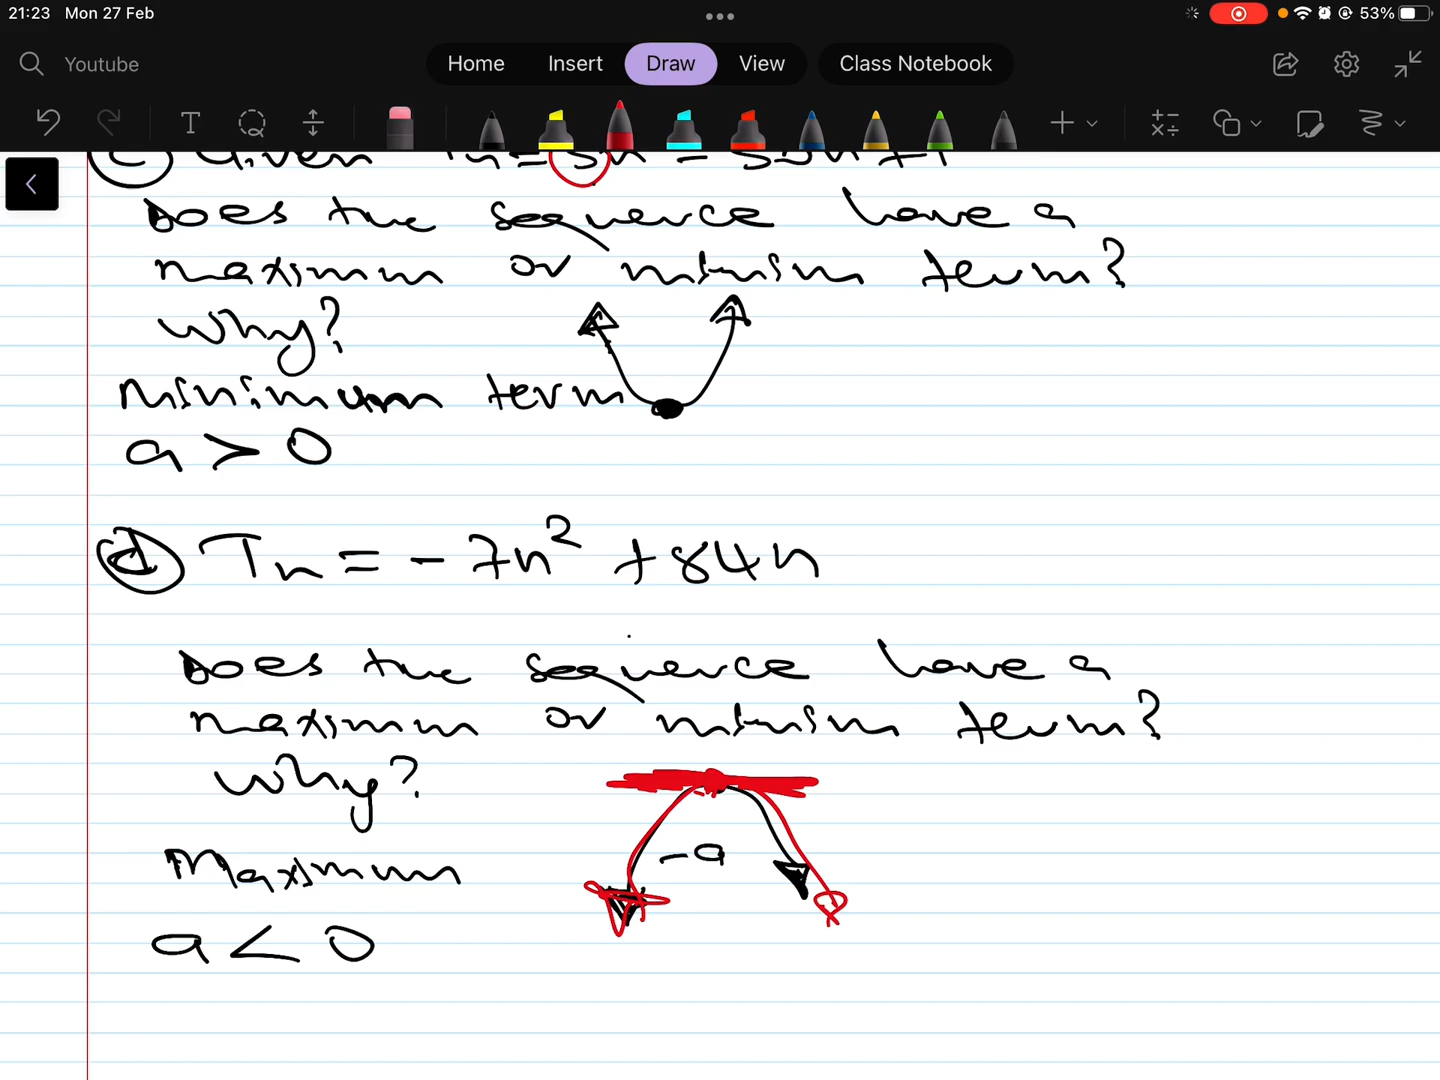 21:23 Mon 27 Feb
53%
Youtube
Home Insert Draw View Class Notebook
T
c Given
Does the sequence have a
maximum or minimum term?
Why?
minimum term
a > 0
d Tn = -7n² + 84n
Does the sequence have a
maximum or minimum term?
Why?
-a
Maximum
a < 0